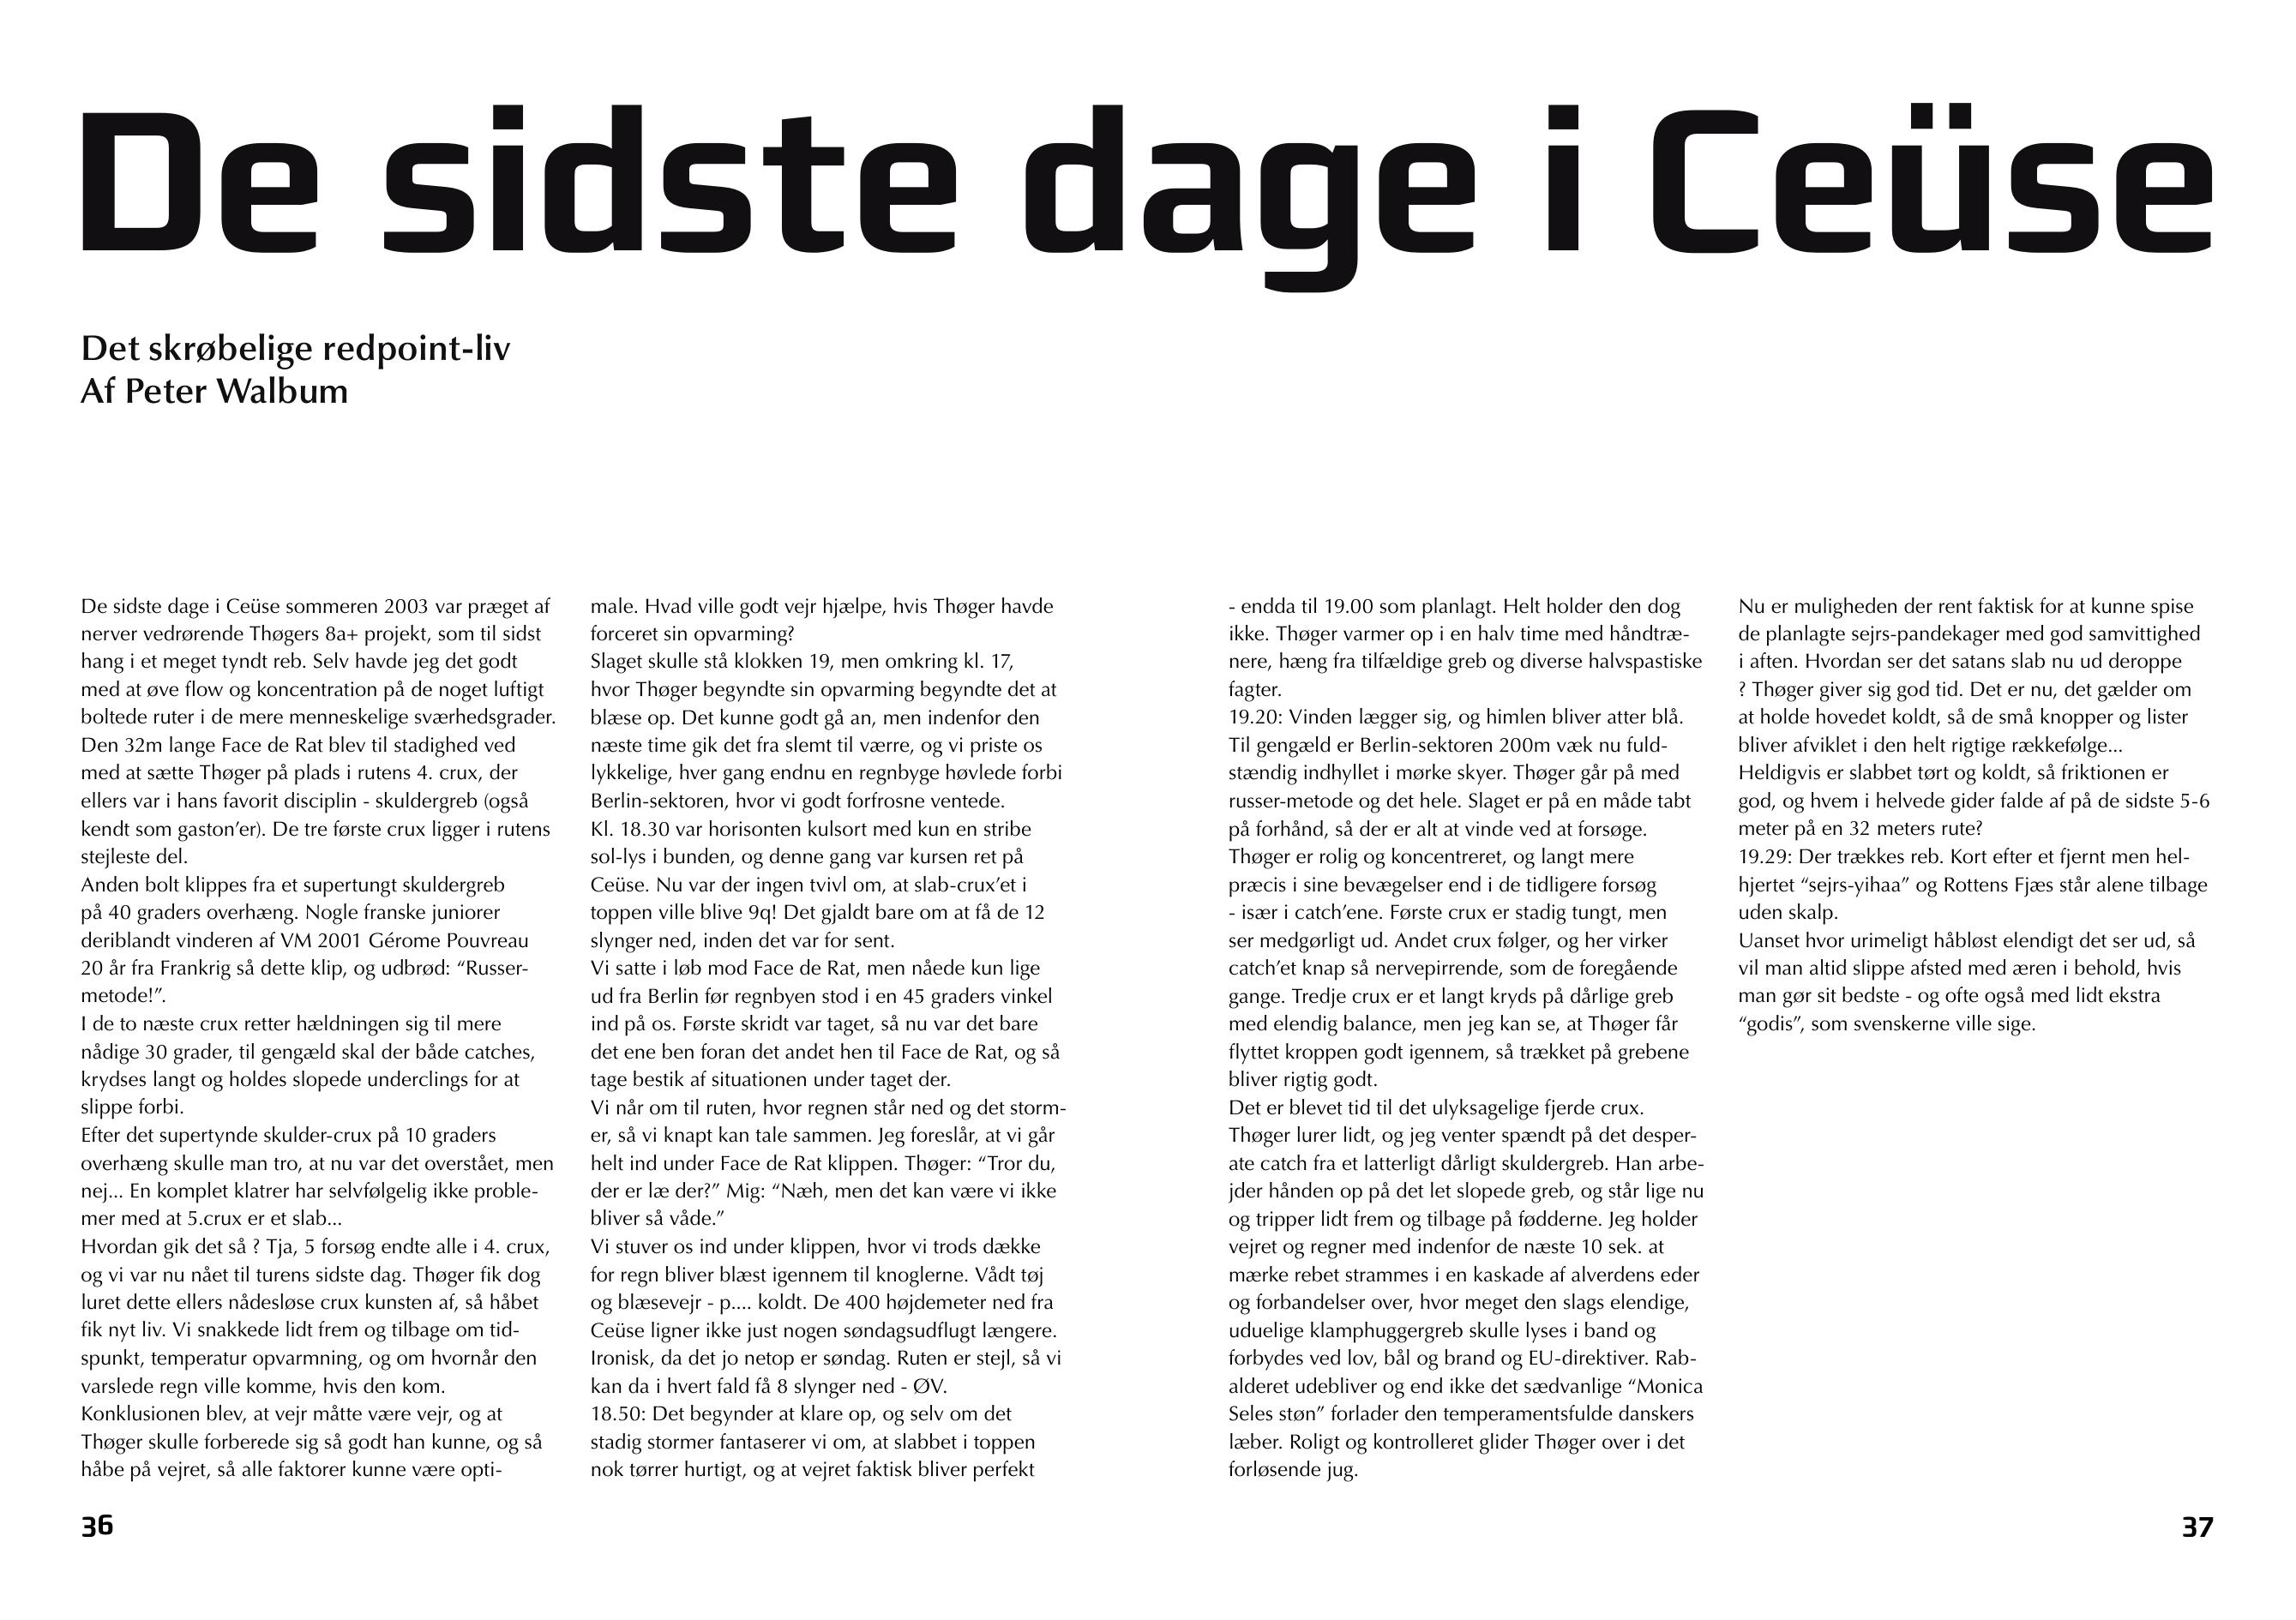 De sidste dage i Ceüse
Det skrøbelige redpoint-liv
Af Peter Walbum
De sidste dage i Ceüse sommeren 2003 var præget af
nerver vedrørende Thøgers 8a+ projekt, som til sidst
hang i et meget tyndt reb. Selv havde jeg det godt
med at øve flow og koncentration på de noget luftigt
boltede ruter i de mere menneskelige sværhedsgrader.
Den 32m lange Face de Rat blev til stadighed ved
med at sætte Thøger på plads i rutens 4. crux, der
ellers var i hans favorit disciplin - skuldergreb (også
kendt som gaston’er). De tre første crux ligger i rutens
stejleste del.
Anden bolt klippes fra et supertungt skuldergreb
på 40 graders overhæng. Nogle franske juniorer
deriblandt vinderen af VM 2001 Gérome Pouvreau
20 år fra Frankrig så dette klip, og udbrød: “Russer-
metode!”.
I de to næste crux retter hældningen sig til mere
nådige 30 grader, til gengæld skal der både catches,
krydses langt og holdes slopede underclings for at
slippe forbi.
Efter det supertynde skulder-crux på 10 graders
overhæng skulle man tro, at nu var det overstået, men
nej... En komplet klatrer har selvfølgelig ikke proble-
mer med at 5.crux er et slab...
Hvordan gik det så ? Tja, 5 forsøg endte alle i 4. crux,
og vi var nu nået til turens sidste dag. Thøger fik dog
luret dette ellers nådesløse crux kunsten af, så håbet
fik nyt liv. Vi snakkede lidt frem og tilbage om tid-
spunkt, temperatur opvarmning, og om hvornår den
varslede regn ville komme, hvis den kom.
Konklusionen blev, at vejr måtte være vejr, og at
Thøger skulle forberede sig så godt han kunne, og så
håbe på vejret, så alle faktorer kunne være opti-
male. Hvad ville godt vejr hjælpe, hvis Thøger havde
forceret sin opvarming?
Slaget skulle stå klokken 19, men omkring kl. 17,
hvor Thøger begyndte sin opvarming begyndte det at
blæse op. Det kunne godt gå an, men indenfor den
næste time gik det fra slemt til værre, og vi priste os
lykkelige, hver gang endnu en regnbyge høvlede forbi
Berlin-sektoren, hvor vi godt forfrosne ventede.
Kl. 18.30 var horisonten kulsort med kun en stribe
sol-lys i bunden, og denne gang var kursen ret på
Ceüse. Nu var der ingen tvivl om, at slab-crux’et i
toppen ville blive 9q! Det gjaldt bare om at få de 12
slynger ned, inden det var for sent.
Vi satte i løb mod Face de Rat, men nåede kun lige
ud fra Berlin før regnbyen stod i en 45 graders vinkel
ind på os. Første skridt var taget, så nu var det bare
det ene ben foran det andet hen til Face de Rat, og så
tage bestik af situationen under taget der.
Vi når om til ruten, hvor regnen står ned og det storm-
er, så vi knapt kan tale sammen. Jeg foreslår, at vi går
helt ind under Face de Rat klippen. Thøger: “Tror du,
der er læ der?” Mig: “Næh, men det kan være vi ikke
bliver så våde.”
Vi stuver os ind under klippen, hvor vi trods dække
for regn bliver blæst igennem til knoglerne. Vådt tøj
og blæsevejr - p.... koldt. De 400 højdemeter ned fra
Ceüse ligner ikke just nogen søndagsudflugt længere.
Ironisk, da det jo netop er søndag. Ruten er stejl, så vi
kan da i hvert fald få 8 slynger ned - ØV.
18.50: Det begynder at klare op, og selv om det
stadig stormer fantaserer vi om, at slabbet i toppen
nok tørrer hurtigt, og at vejret faktisk bliver perfekt
- endda til 19.00 som planlagt. Helt holder den dog
ikke. Thøger varmer op i en halv time med håndtræ-
nere, hæng fra tilfældige greb og diverse halvspastiske
fagter.
19.20: Vinden lægger sig, og himlen bliver atter blå.
Til gengæld er Berlin-sektoren 200m væk nu fuld-
stændig indhyllet i mørke skyer. Thøger går på med
russer-metode og det hele. Slaget er på en måde tabt
på forhånd, så der er alt at vinde ved at forsøge.
Thøger er rolig og koncentreret, og langt mere
præcis i sine bevægelser end i de tidligere forsøg
- især i catch’ene. Første crux er stadig tungt, men
ser medgørligt ud. Andet crux følger, og her virker
catch’et knap så nervepirrende, som de foregående
gange. Tredje crux er et langt kryds på dårlige greb
med elendig balance, men jeg kan se, at Thøger får
flyttet kroppen godt igennem, så trækket på grebene
bliver rigtig godt.
Det er blevet tid til det ulyksagelige fjerde crux.
Thøger lurer lidt, og jeg venter spændt på det desper-
ate catch fra et latterligt dårligt skuldergreb. Han arbe-
jder hånden op på det let slopede greb, og står lige nu
og tripper lidt frem og tilbage på fødderne. Jeg holder
vejret og regner med indenfor de næste 10 sek. at
mærke rebet strammes i en kaskade af alverdens eder
og forbandelser over, hvor meget den slags elendige,
uduelige klamphuggergreb skulle lyses i band og
forbydes ved lov, bål og brand og EU-direktiver. Rab-
alderet udebliver og end ikke det sædvanlige “Monica
Seles støn” forlader den temperamentsfulde danskers
læber. Roligt og kontrolleret glider Thøger over i det
forløsende jug.
Nu er muligheden der rent faktisk for at kunne spise
de planlagte sejrs-pandekager med god samvittighed
i aften. Hvordan ser det satans slab nu ud deroppe
? Thøger giver sig god tid. Det er nu, det gælder om
at holde hovedet koldt, så de små knopper og lister
bliver afviklet i den helt rigtige rækkefølge...
Heldigvis er slabbet tørt og koldt, så friktionen er
god, og hvem i helvede gider falde af på de sidste 5-6
meter på en 32 meters rute?
19.29: Der trækkes reb. Kort efter et fjernt men hel-
hjertet “sejrs-yihaa” og Rottens Fjæs står alene tilbage
uden skalp.
Uanset hvor urimeligt håbløst elendigt det ser ud, så
vil man altid slippe afsted med æren i behold, hvis
man gør sit bedste - og ofte også med lidt ekstra
“godis”, som svenskerne ville sige.
36
37